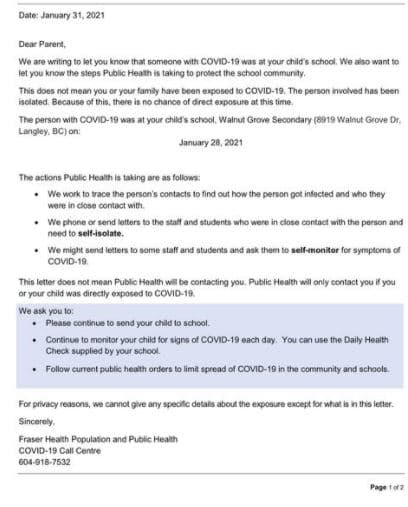 Date: January 31, 2021
Dear Parent,
We are writing to let you know that someone with COVID-19 was at your child's school. We also want to
let you know the steps Public Health is taking to protect the school community.
This does not mean you or your family have been exposed to COVID-19. The person involved has been
isolated. Because of this, there is no chance of direct exposure at this time.
The person with COVID-19 was at your child's school, Walnut Grove Secondary (8919 Walnut Grove Dr,
Langley, BC) on:
January 28, 2021
The actions Public Health is taking are as follows:
• We work to trace the person's contacts to find out how the person got infected and who they
were in close contact with.
• We phone or send letters to the staff and students who were in close contact with the person and
need to self-isolate.
• We might send letters to some staff and students and ask them to self-monitor for symptoms of
COVID-19.
This letter does not mean Public Health will be contacting you. Public Health will only contact you if you
or your child was directly exposed to COVID-19.
We ask you to:
• Please continue to send your child to school.
• Continue to monitor your child for signs of COVID-19 each day. You can use the Daily Health
Check supplied by your school.
• Follow current public health orders to limit spread of COVID-19 in the community and schools.
For privacy reasons, we cannot give any specific details about the exposure except for what is in this letter.
Sincerely,
Fraser Health Population and Public Health
COVID-19 Call Centre
604-918-7532
Page 1 of 2